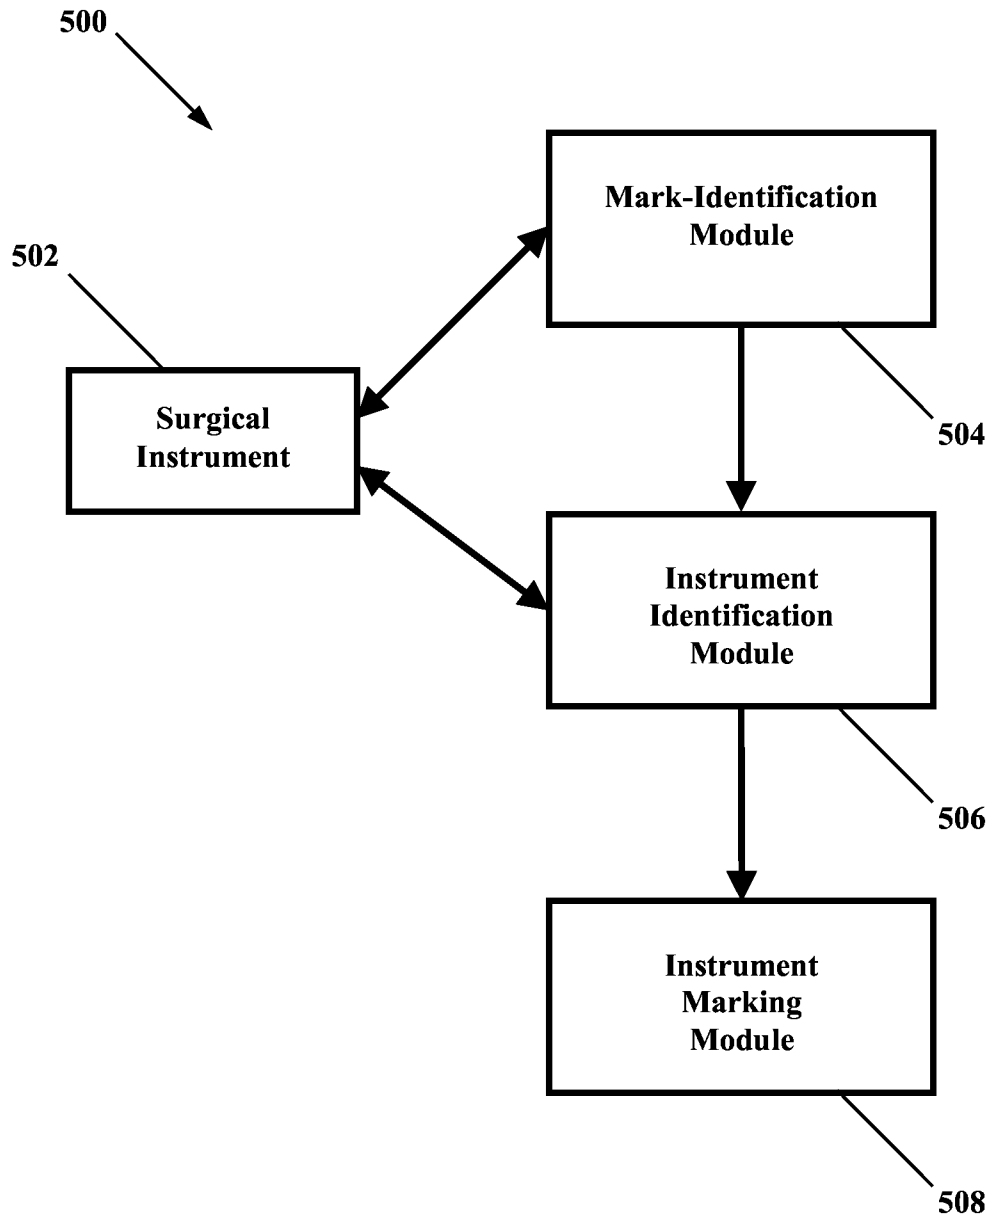 500
Mark-Identification
Module
502
Surgical
Instrument
504
Instrument
Identification
Module
506
Instrument
Marking
Module
508